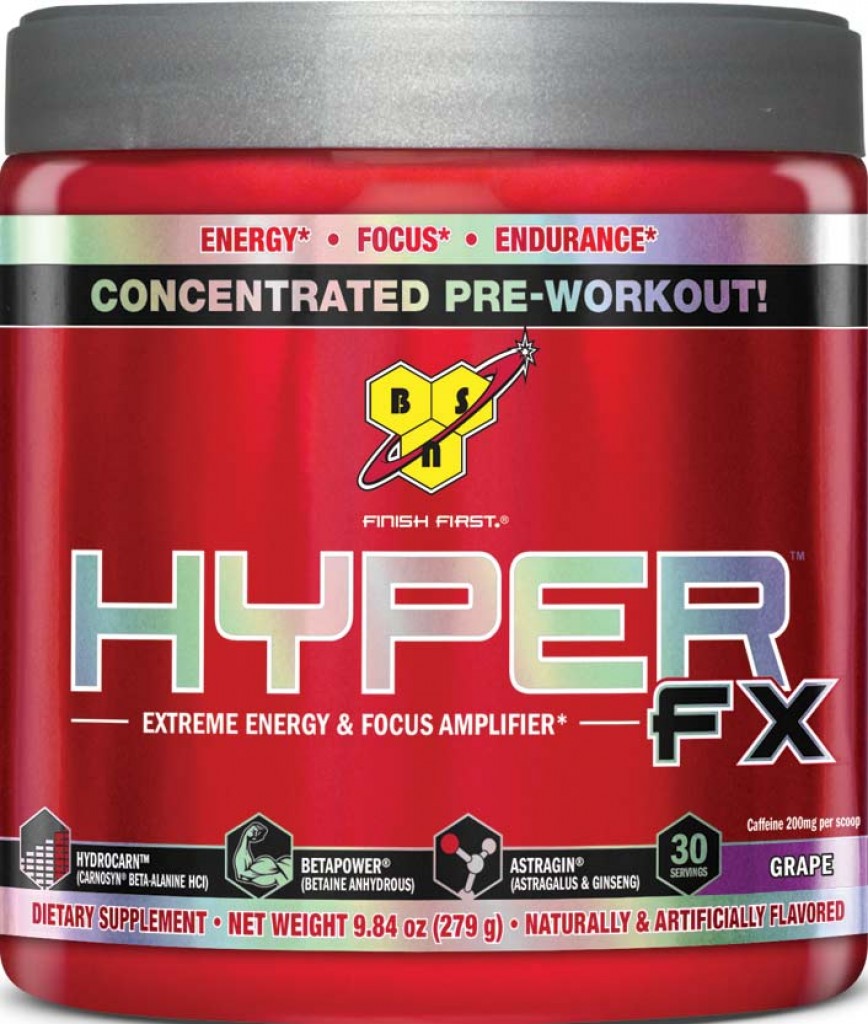 ENERGY* • FOCUS* • ENDURANCE*
CONCENTRATED PRE-WORKOUT!
B S
n
FINISH FIRST.®
HYPER™
FX
EXTREME ENERGY & FOCUS AMPLIFIER*
Caffeine 200mg per scoop
HYDROCARN™
(CARNOSYN® BETA-ALANINE HCl)
BETAPOWER®
(BETAINE ANHYDROUS)
ASTRAGIN®
(ASTRAGALUS & GINSENG)
30
SERVINGS
GRAPE
DIETARY SUPPLEMENT • NET WEIGHT 9.84 oz (279 g) • NATURALLY & ARTIFICIALLY FLAVORED